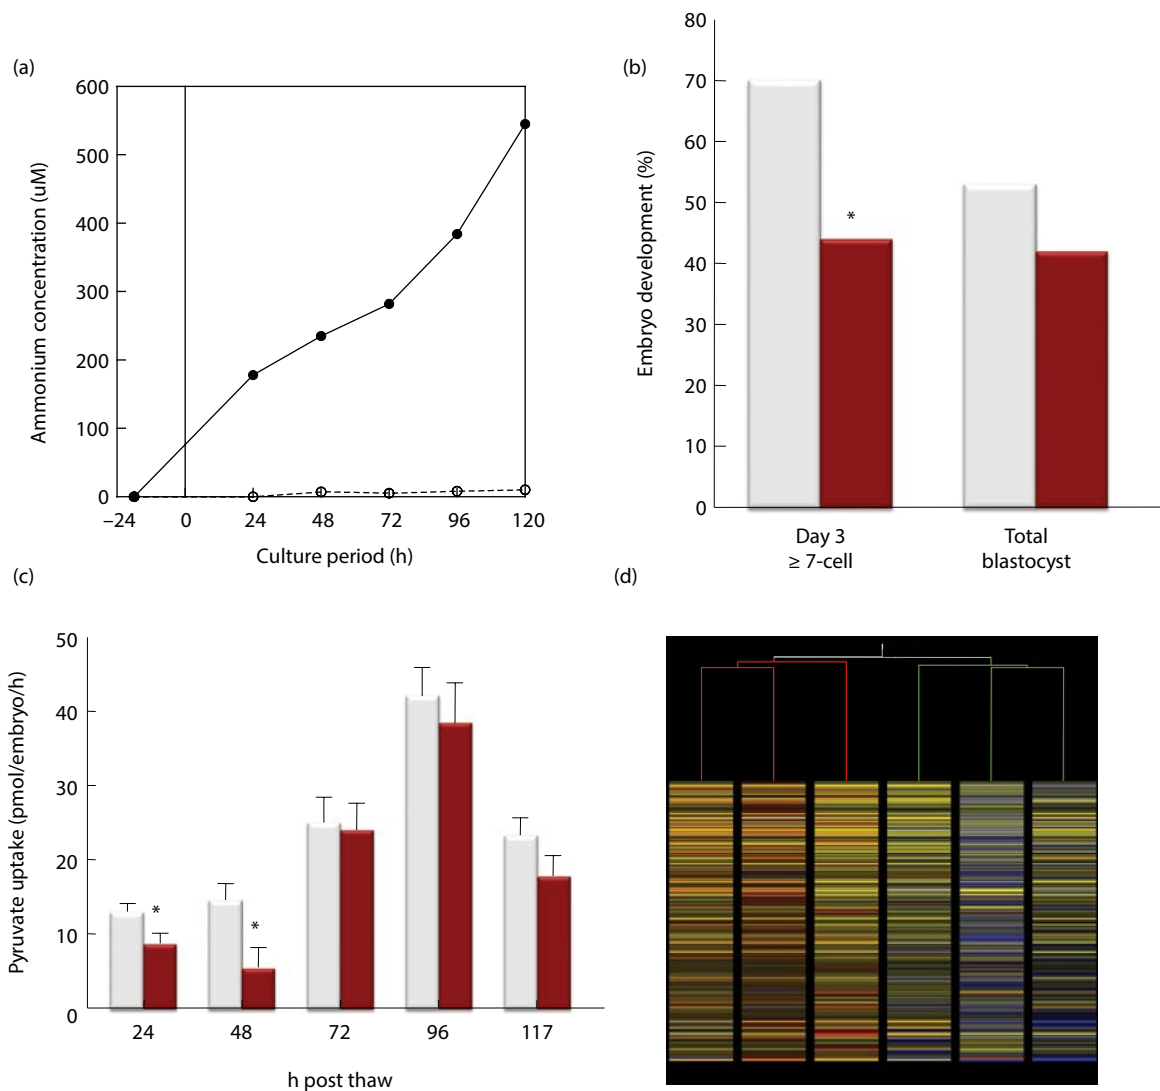 (a)
Ammonium concentration (uM)
600
500
400
300
200
100
0
−24
0
24
48
72
96
120
Culture period (h)
(b)
Embryo development (%)
80
70
60
50
40
30
20
10
0
*
Day 3
≥ 7-cell
Total
blastocyst
(c)
Pyruvate uptake (pmol/embryo/h)
50
40
30
20
10
0
*
*
24
48
72
96
117
h post thaw
(d)